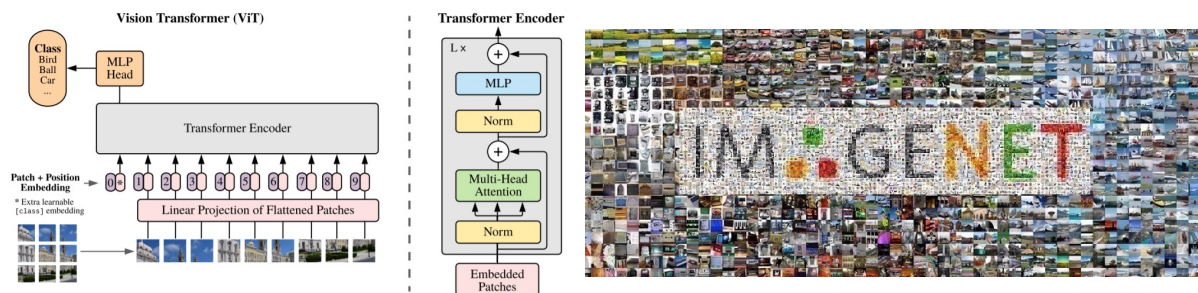 Vision Transformer (ViT)
Class
Bird
Ball
Car
...
MLP
Head
Transformer Encoder
Patch + Position
Embedding
0 * 1 2 3 4 5 6 7 8 9
* Extra learnable
[class] embedding
Linear Projection of Flattened Patches
Transformer Encoder
L x
+
MLP
Norm
+
Multi-Head
Attention
Norm
Embedded
Patches
IM GENET